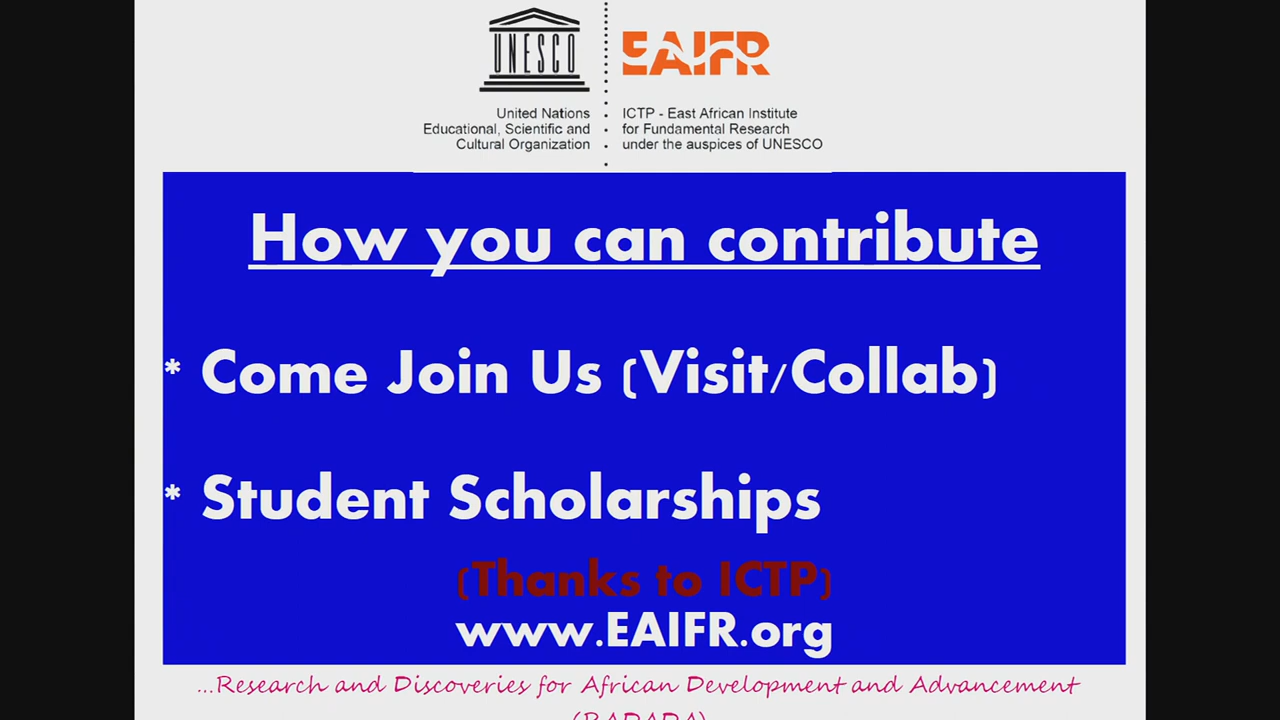 UNESCO
United Nations
Educational, Scientific and
Cultural Organization
EAIFR
ICTP - East African Institute
for Fundamental Research
under the auspices of UNESCO
How you can contribute
* Come Join Us (Visit/Collab)
* Student Scholarships
(Thanks to ICTP)
www.EAIFR.org
...Research and Discoveries for African Development and Advancement